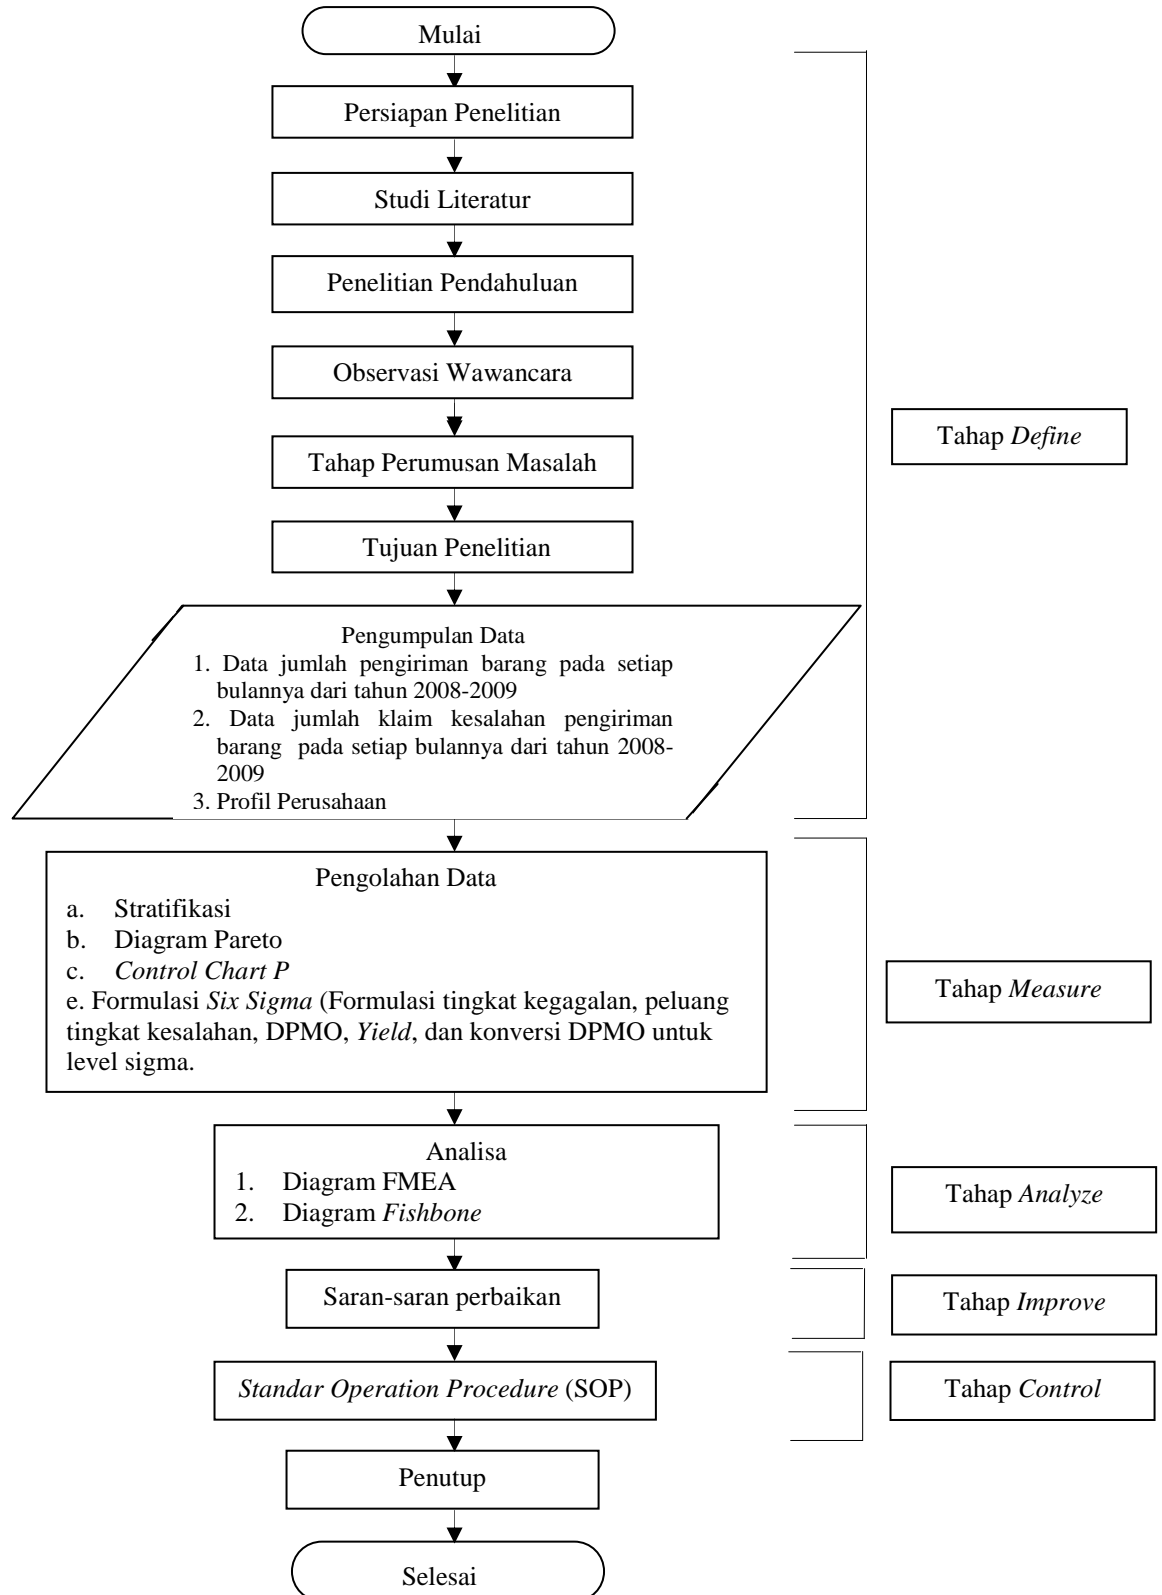 Mulai
Persiapan Penelitian
Studi Literatur
Penelitian Pendahuluan
Observasi Wawancara
Tahap Define
Tahap Perumusan Masalah
Tujuan Penelitian
Pengumpulan Data
1. Data jumlah pengiriman barang pada setiap
bulannya dari tahun 2008-2009
2. Data jumlah klaim kesalahan pengiriman
barang pada setiap bulannya dari tahun 2008-
2009
3. Profil Perusahaan
Pengolahan Data
a. Stratifikasi
b. Diagram Pareto
c. Control Chart P
e. Formulasi Six Sigma (Formulasi tingkat kegagalan, peluang
tingkat kesalahan, DPMO, Yield, dan konversi DPMO untuk
level sigma.
Tahap Measure
Analisa
1. Diagram FMEA
2. Diagram Fishbone
Tahap Analyze
Saran-saran perbaikan
Tahap Improve
Standar Operation Procedure (SOP)
Tahap Control
Penutup
Selesai